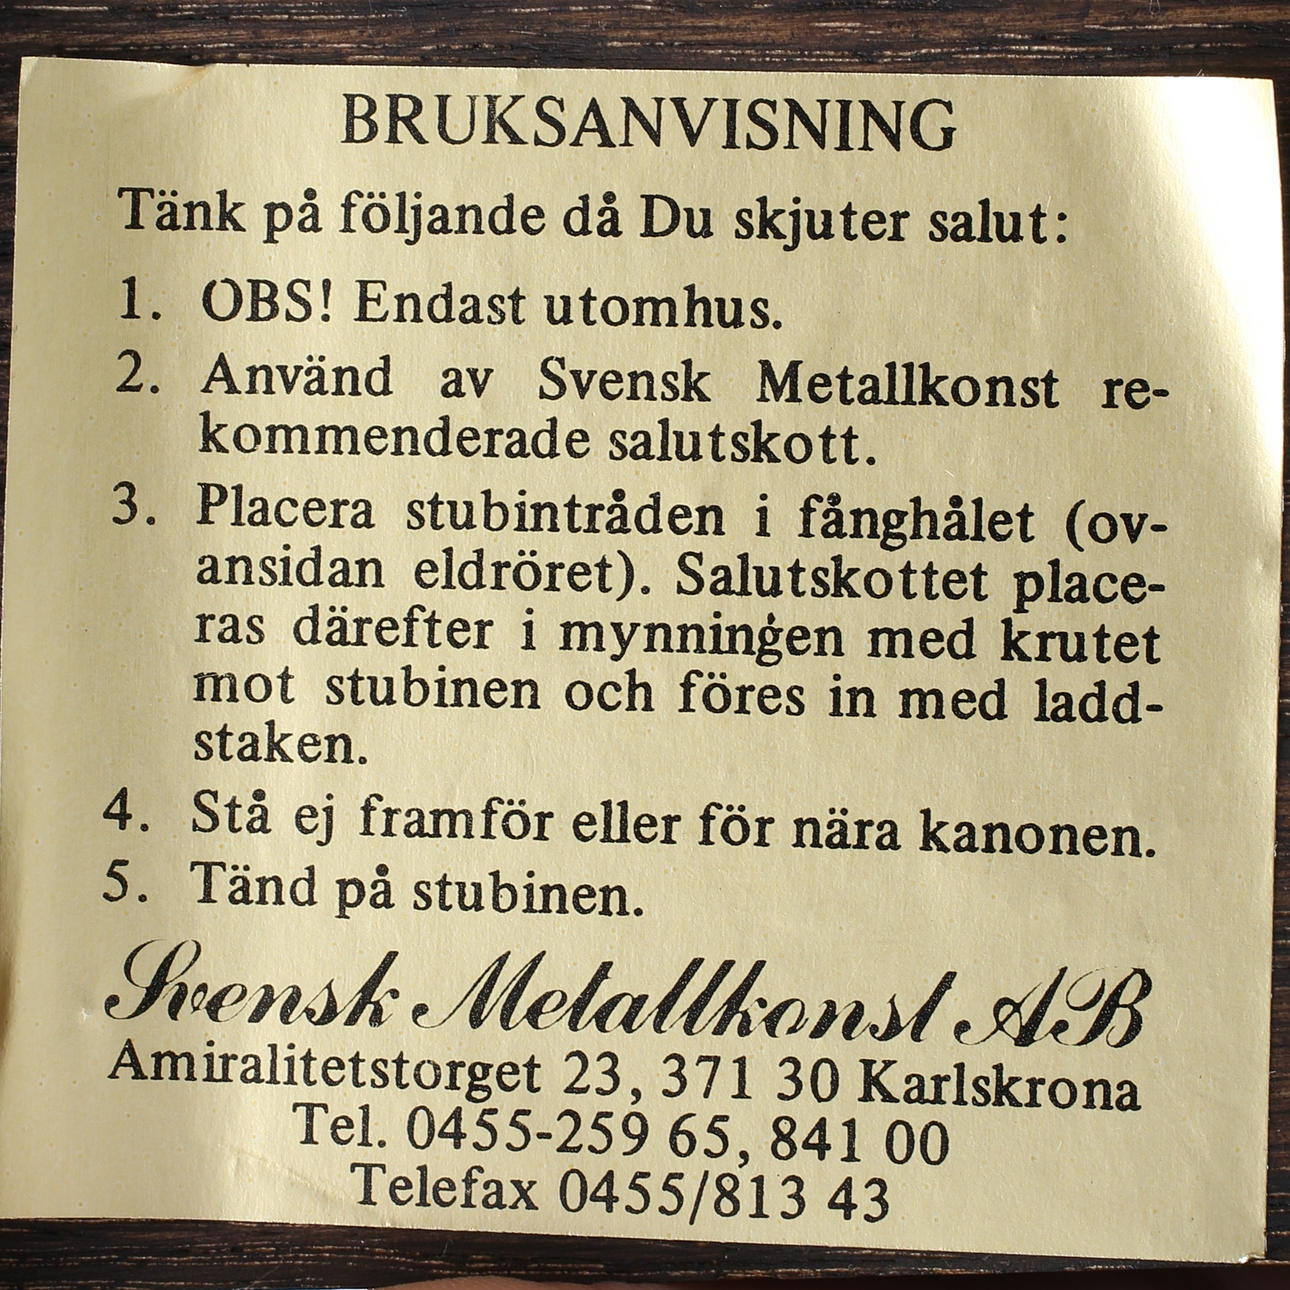 BRUKSANVISNING
Tänk på följande då Du skjuter salut:
1. OBS! Endast utomhus.
2. Använd av Svensk Metallkonst re-
kommenderade salutskott.
3. Placera stubintråden i fånghålet (ov-
ansidan eldröret). Salutskottet place-
ras därefter i mynningen med krutet
mot stubinen och föres in med ladd-
staken.
4. Stå ej framför eller för nära kanonen.
5. Tänd på stubinen.
Svensk Metallkonst AB
Amiralitetstorget 23, 371 30 Karlskrona
Tel. 0455-259 65, 841 00
Telefax 0455/813 43